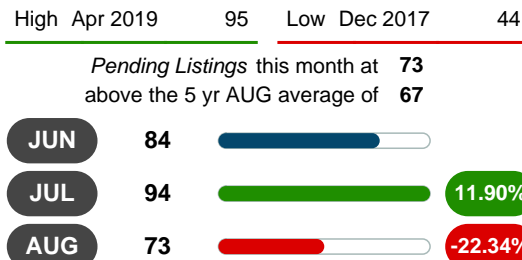 High Apr 2019 95 Low Dec 2017 44
Pending Listings this month at 73
above the 5 yr AUG average of 67
JUN 84
JUL 94 11.90%
AUG 73 -22.34%